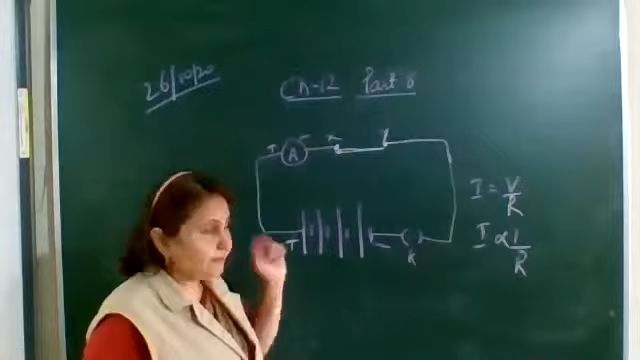 26/10/20
Ch-12 Part 8
+ A - X Y
I = V/R
I ∝ 1/R
+ - K